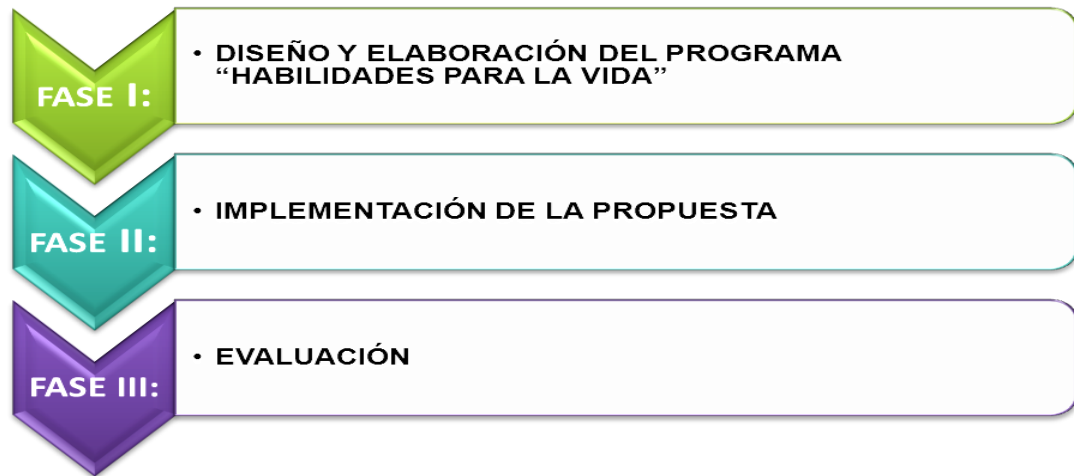 FASE I:
• DISEÑO Y ELABORACIÓN DEL PROGRAMA
“HABILIDADES PARA LA VIDA”
FASE II:
• IMPLEMENTACIÓN DE LA PROPUESTA
FASE III:
• EVALUACIÓN